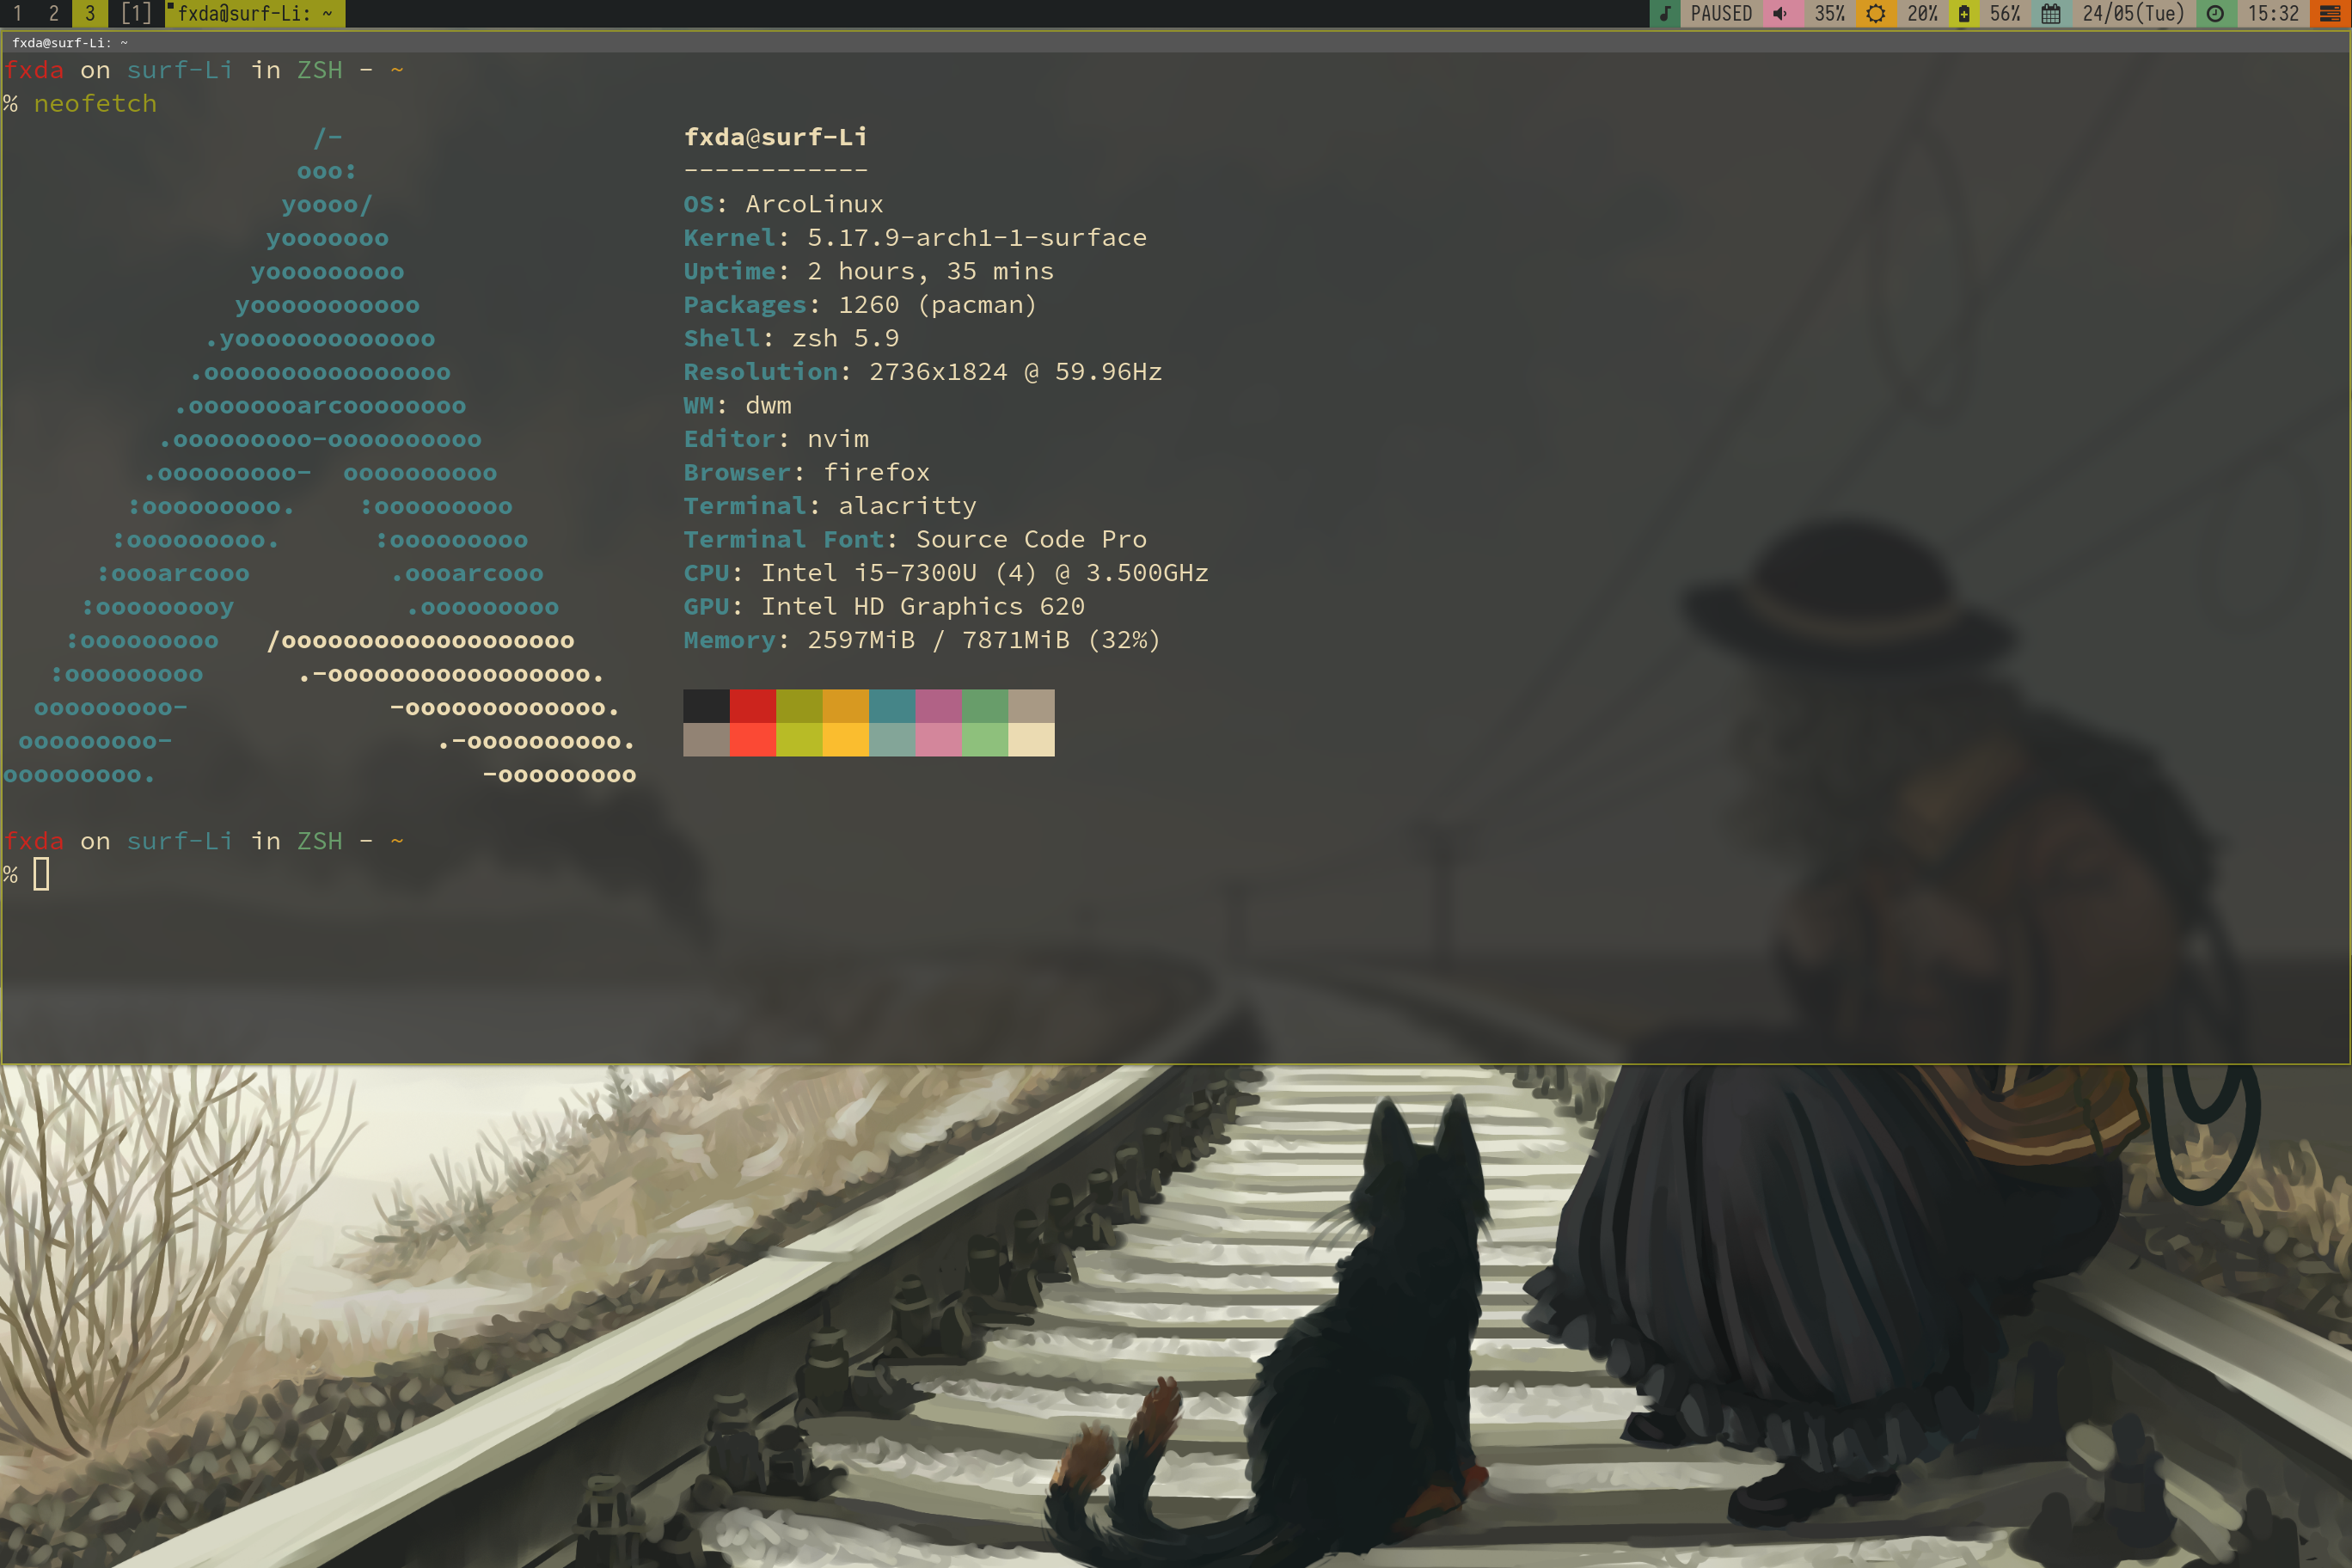 1 2 3 [1] fxda@surf-Li: ~ PAUSED 35% 20% 56% 24/05(Tue) 15:32
fxda@surf-Li: ~
fxda on surf-Li in ZSH - ~
% neofetch
/- fxda@surf-Li
ooo: ------------
yoooo/ OS: ArcoLinux
yooooooo Kernel: 5.17.9-arch1-1-surface
yooooooooo Uptime: 2 hours, 35 mins
yooooooooooo Packages: 1260 (pacman)
.yooooooooooooo Shell: zsh 5.9
.oooooooooooooooo Resolution: 2736x1824 @ 59.96Hz
.oooooooarcoooooooo WM: dwm
.ooooooooo-oooooooooo Editor: nvim
.ooooooooo- oooooooooo Browser: firefox
:ooooooooo. :ooooooooo Terminal: alacritty
:ooooooooo. :ooooooooo Terminal Font: Source Code Pro
:oooarcooo .oooarcooo CPU: Intel i5-7300U (4) @ 3.500GHz
:ooooooooy .ooooooooo GPU: Intel HD Graphics 620
:ooooooooo /ooooooooooooooooooo Memory: 2597MiB / 7871MiB (32%)
:ooooooooo .-ooooooooooooooooo.
ooooooooo- -ooooooooooooo.
ooooooooo- .-oooooooooo.
ooooooooo. -ooooooooo
fxda on surf-Li in ZSH - ~
%